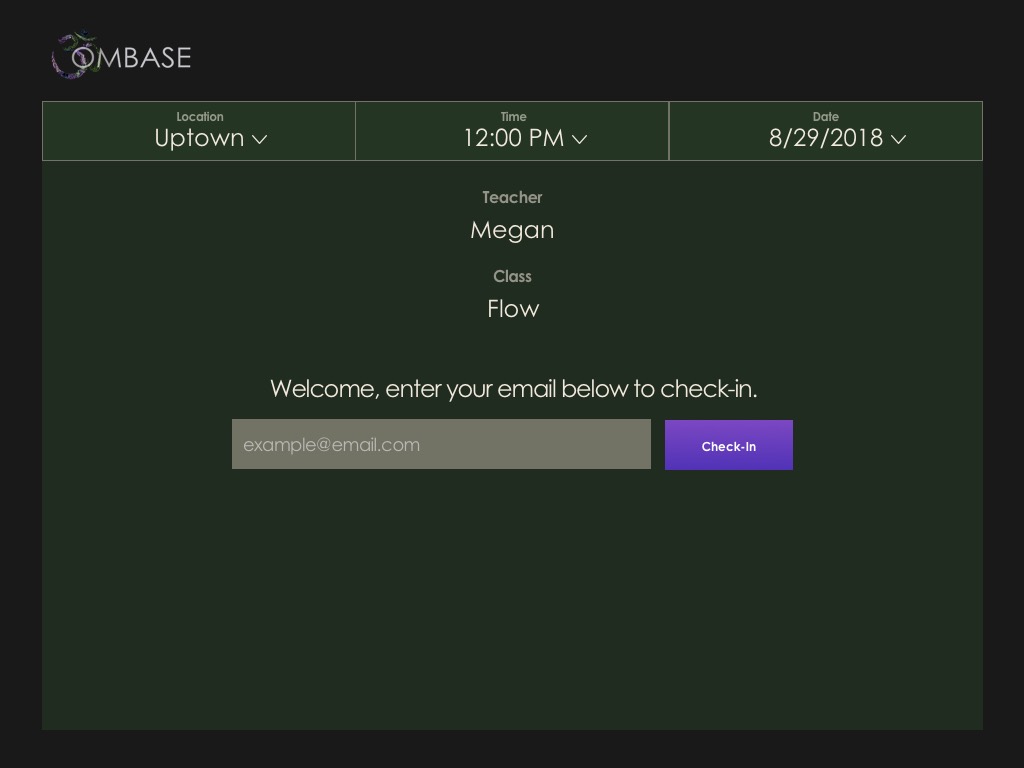 OMBASE
Location
Uptown
Time
12:00 PM
Date
8/29/2018
Teacher
Megan
Class
Flow
Welcome, enter your email below to check-in.
example@email.com
Check-In